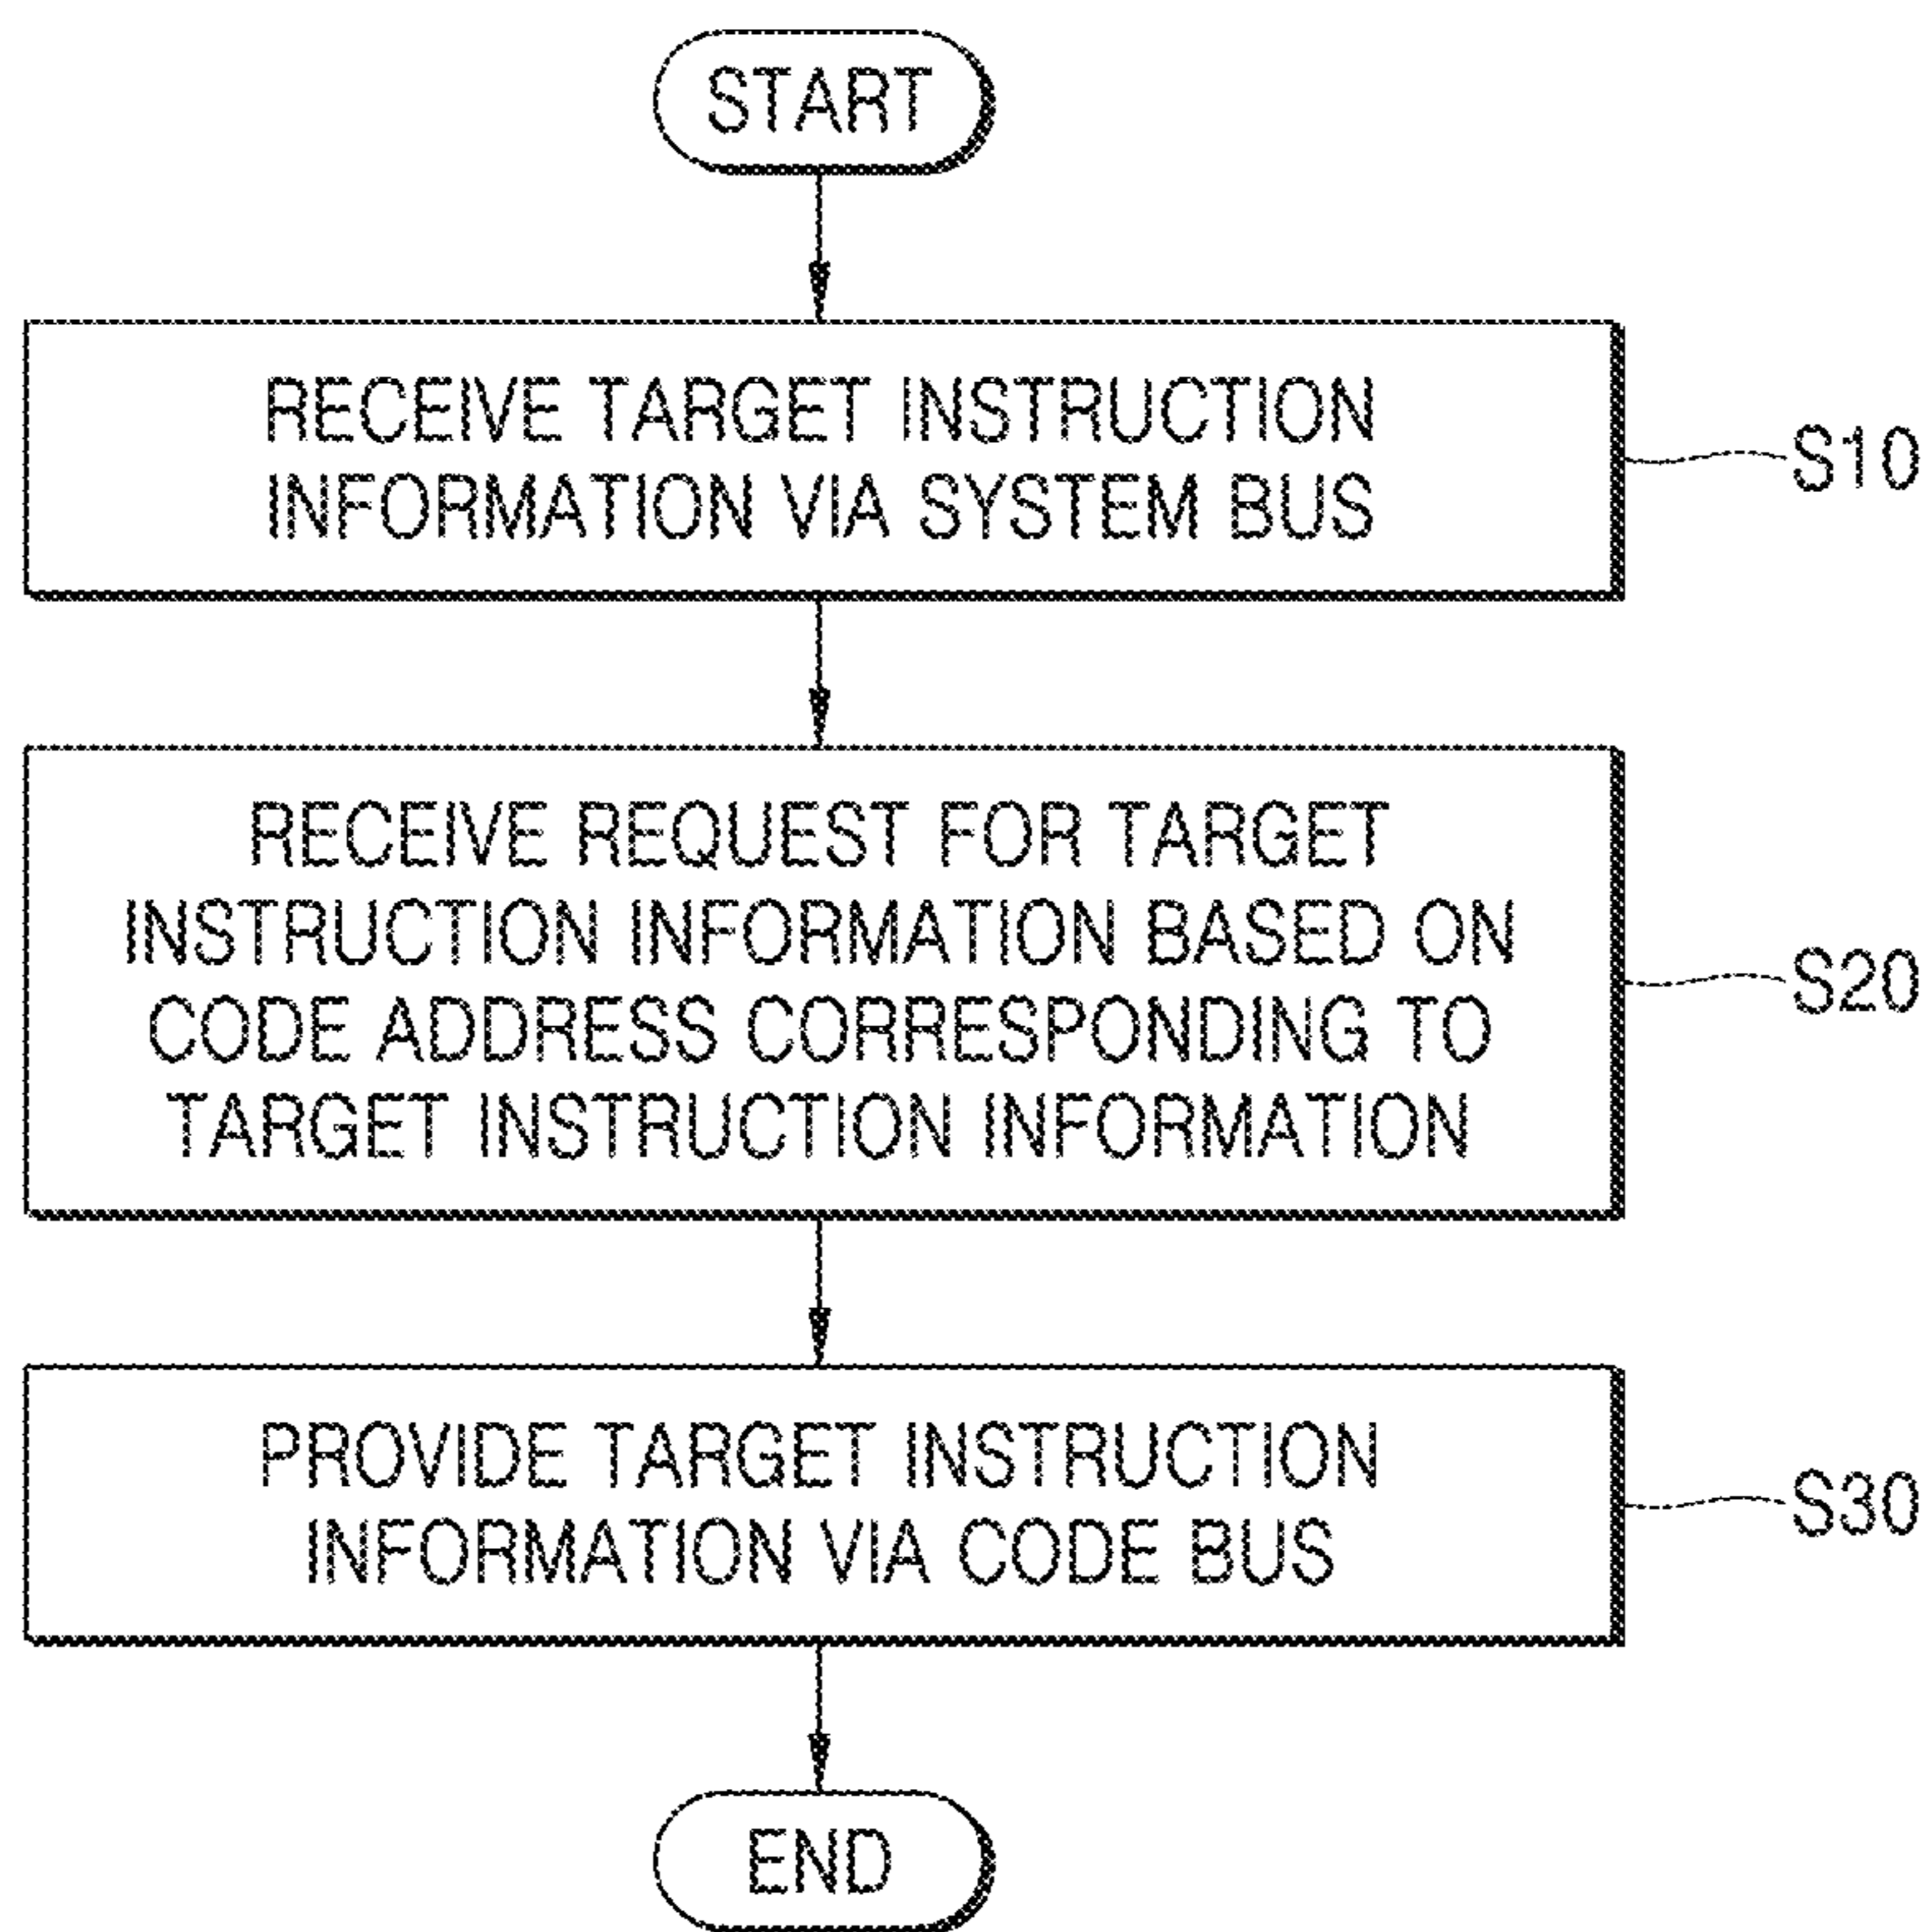 START
RECEIVE TARGET INSTRUCTION
INFORMATION VIA SYSTEM BUS
S10
RECEIVE REQUEST FOR TARGET
INSTRUCTION INFORMATION BASED ON
CODE ADDRESS CORRESPONDING TO
TARGET INSTRUCTION INFORMATION
S20
PROVIDE TARGET INSTRUCTION
INFORMATION VIA CODE BUS
S30
END